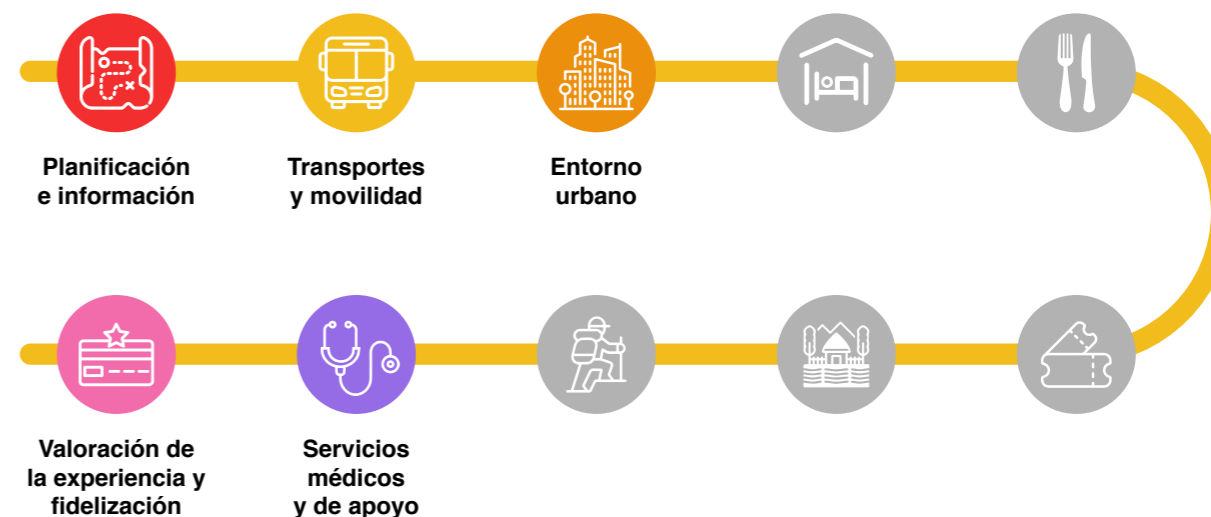 Planificación
e información
Transportes
y movilidad
Entorno
urbano
Valoración de
la experiencia y
fidelización
Servicios
médicos
y de apoyo